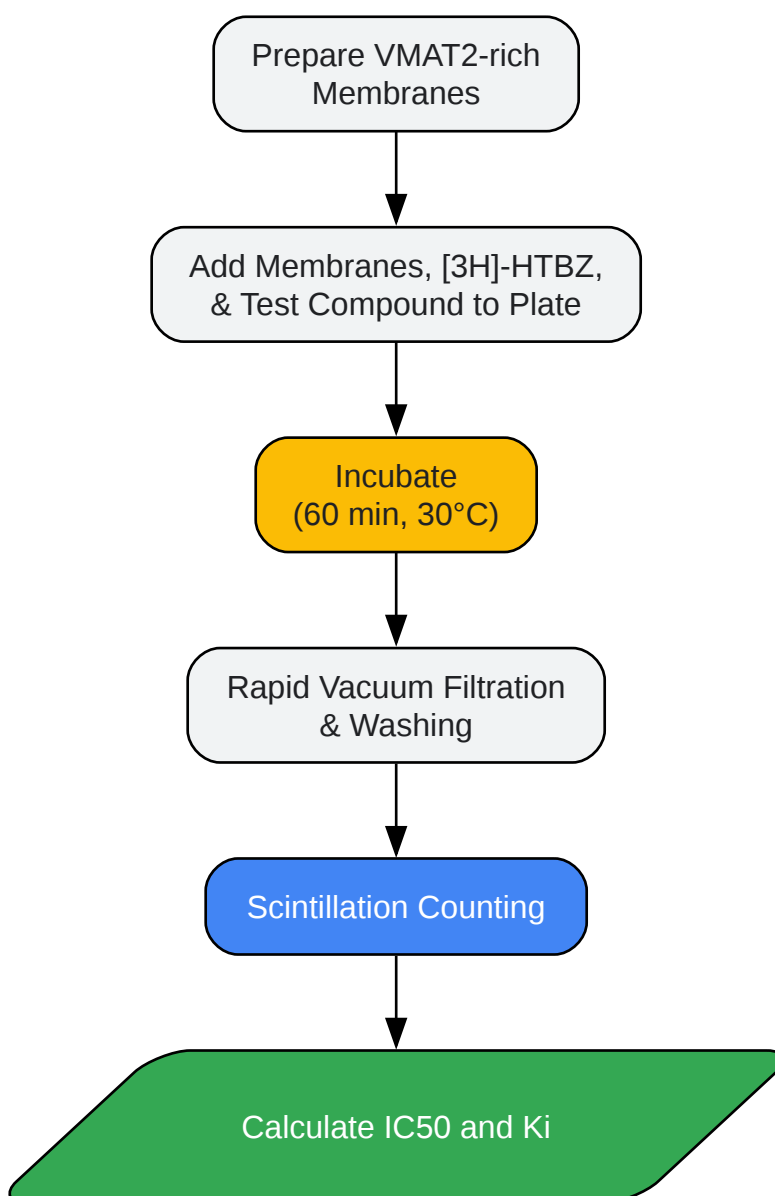 Prepare VMAT2-rich
Membranes
Add Membranes, [3H]-HTBZ,
& Test Compound to Plate
Incubate
(60 min, 30°C)
Rapid Vacuum Filtration
& Washing
Scintillation Counting
Calculate IC50 and Ki